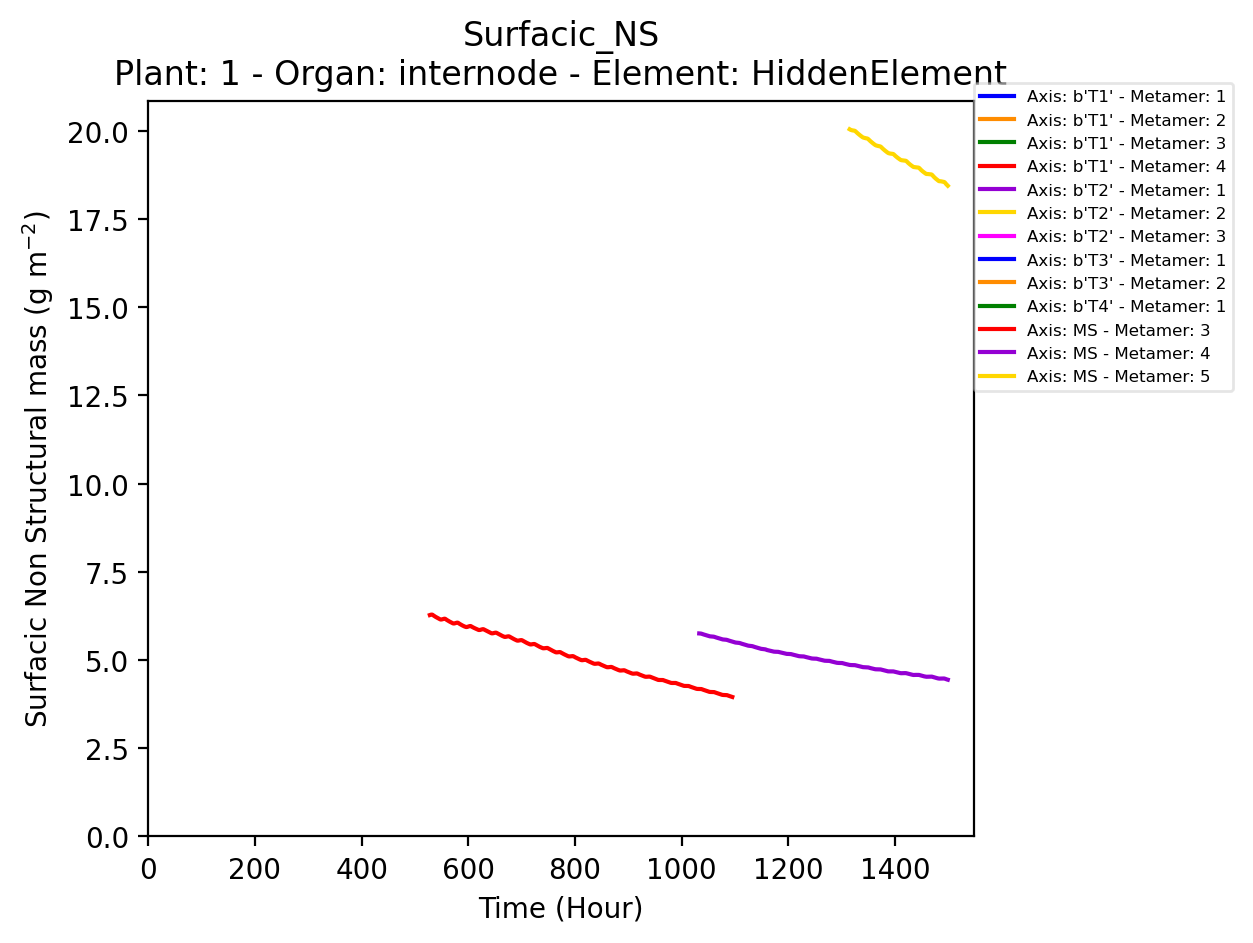 Surfacic_NS
Plant: 1 - Organ: internode - Element: HiddenElement
Axis: b'T1' - Metamer: 1
Axis: b'T1' - Metamer: 2
Axis: b'T1' - Metamer: 3
Axis: b'T1' - Metamer: 4
Axis: b'T2' - Metamer: 1
Axis: b'T2' - Metamer: 2
Axis: b'T2' - Metamer: 3
Axis: b'T3' - Metamer: 1
Axis: b'T3' - Metamer: 2
Axis: b'T4' - Metamer: 1
Axis: MS - Metamer: 3
Axis: MS - Metamer: 4
Axis: MS - Metamer: 5
Surfacic Non Structural mass (g m⁻²)
20.0
17.5
15.0
12.5
10.0
7.5
5.0
2.5
0.0
0 200 400 600 800 1000 1200 1400
Time (Hour)